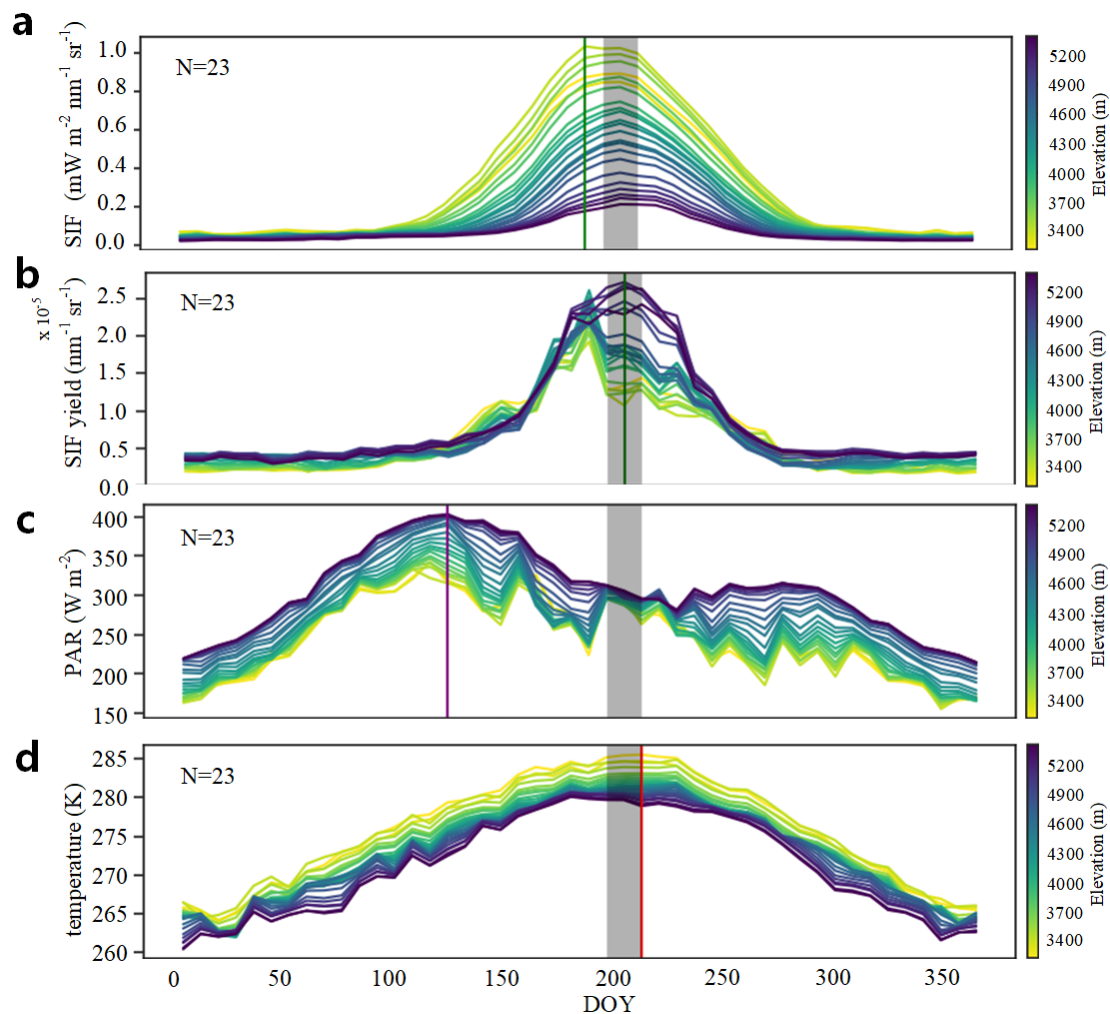 a
N=23
SIF (mW m-2 nm-1 sr-1)
1.0
0.8
0.6
0.4
0.2
0.0
5200
4900
4600
4300
4000
3700
3400
Elevation (m)
b
N=23
x 10-5
SIF yield (nm-1 sr-1)
2.5
2.0
1.5
1.0
0.5
0.0
5200
4900
4600
4300
4000
3700
3400
Elevation (m)
c
N=23
PAR (W m-2)
400
350
300
250
200
150
5200
4900
4600
4300
4000
3700
3400
Elevation (m)
d
N=23
temperature (K)
285
280
275
270
265
260
5200
4900
4600
4300
4000
3700
3400
Elevation (m)
0 50 100 150 200 250 300 350
DOY